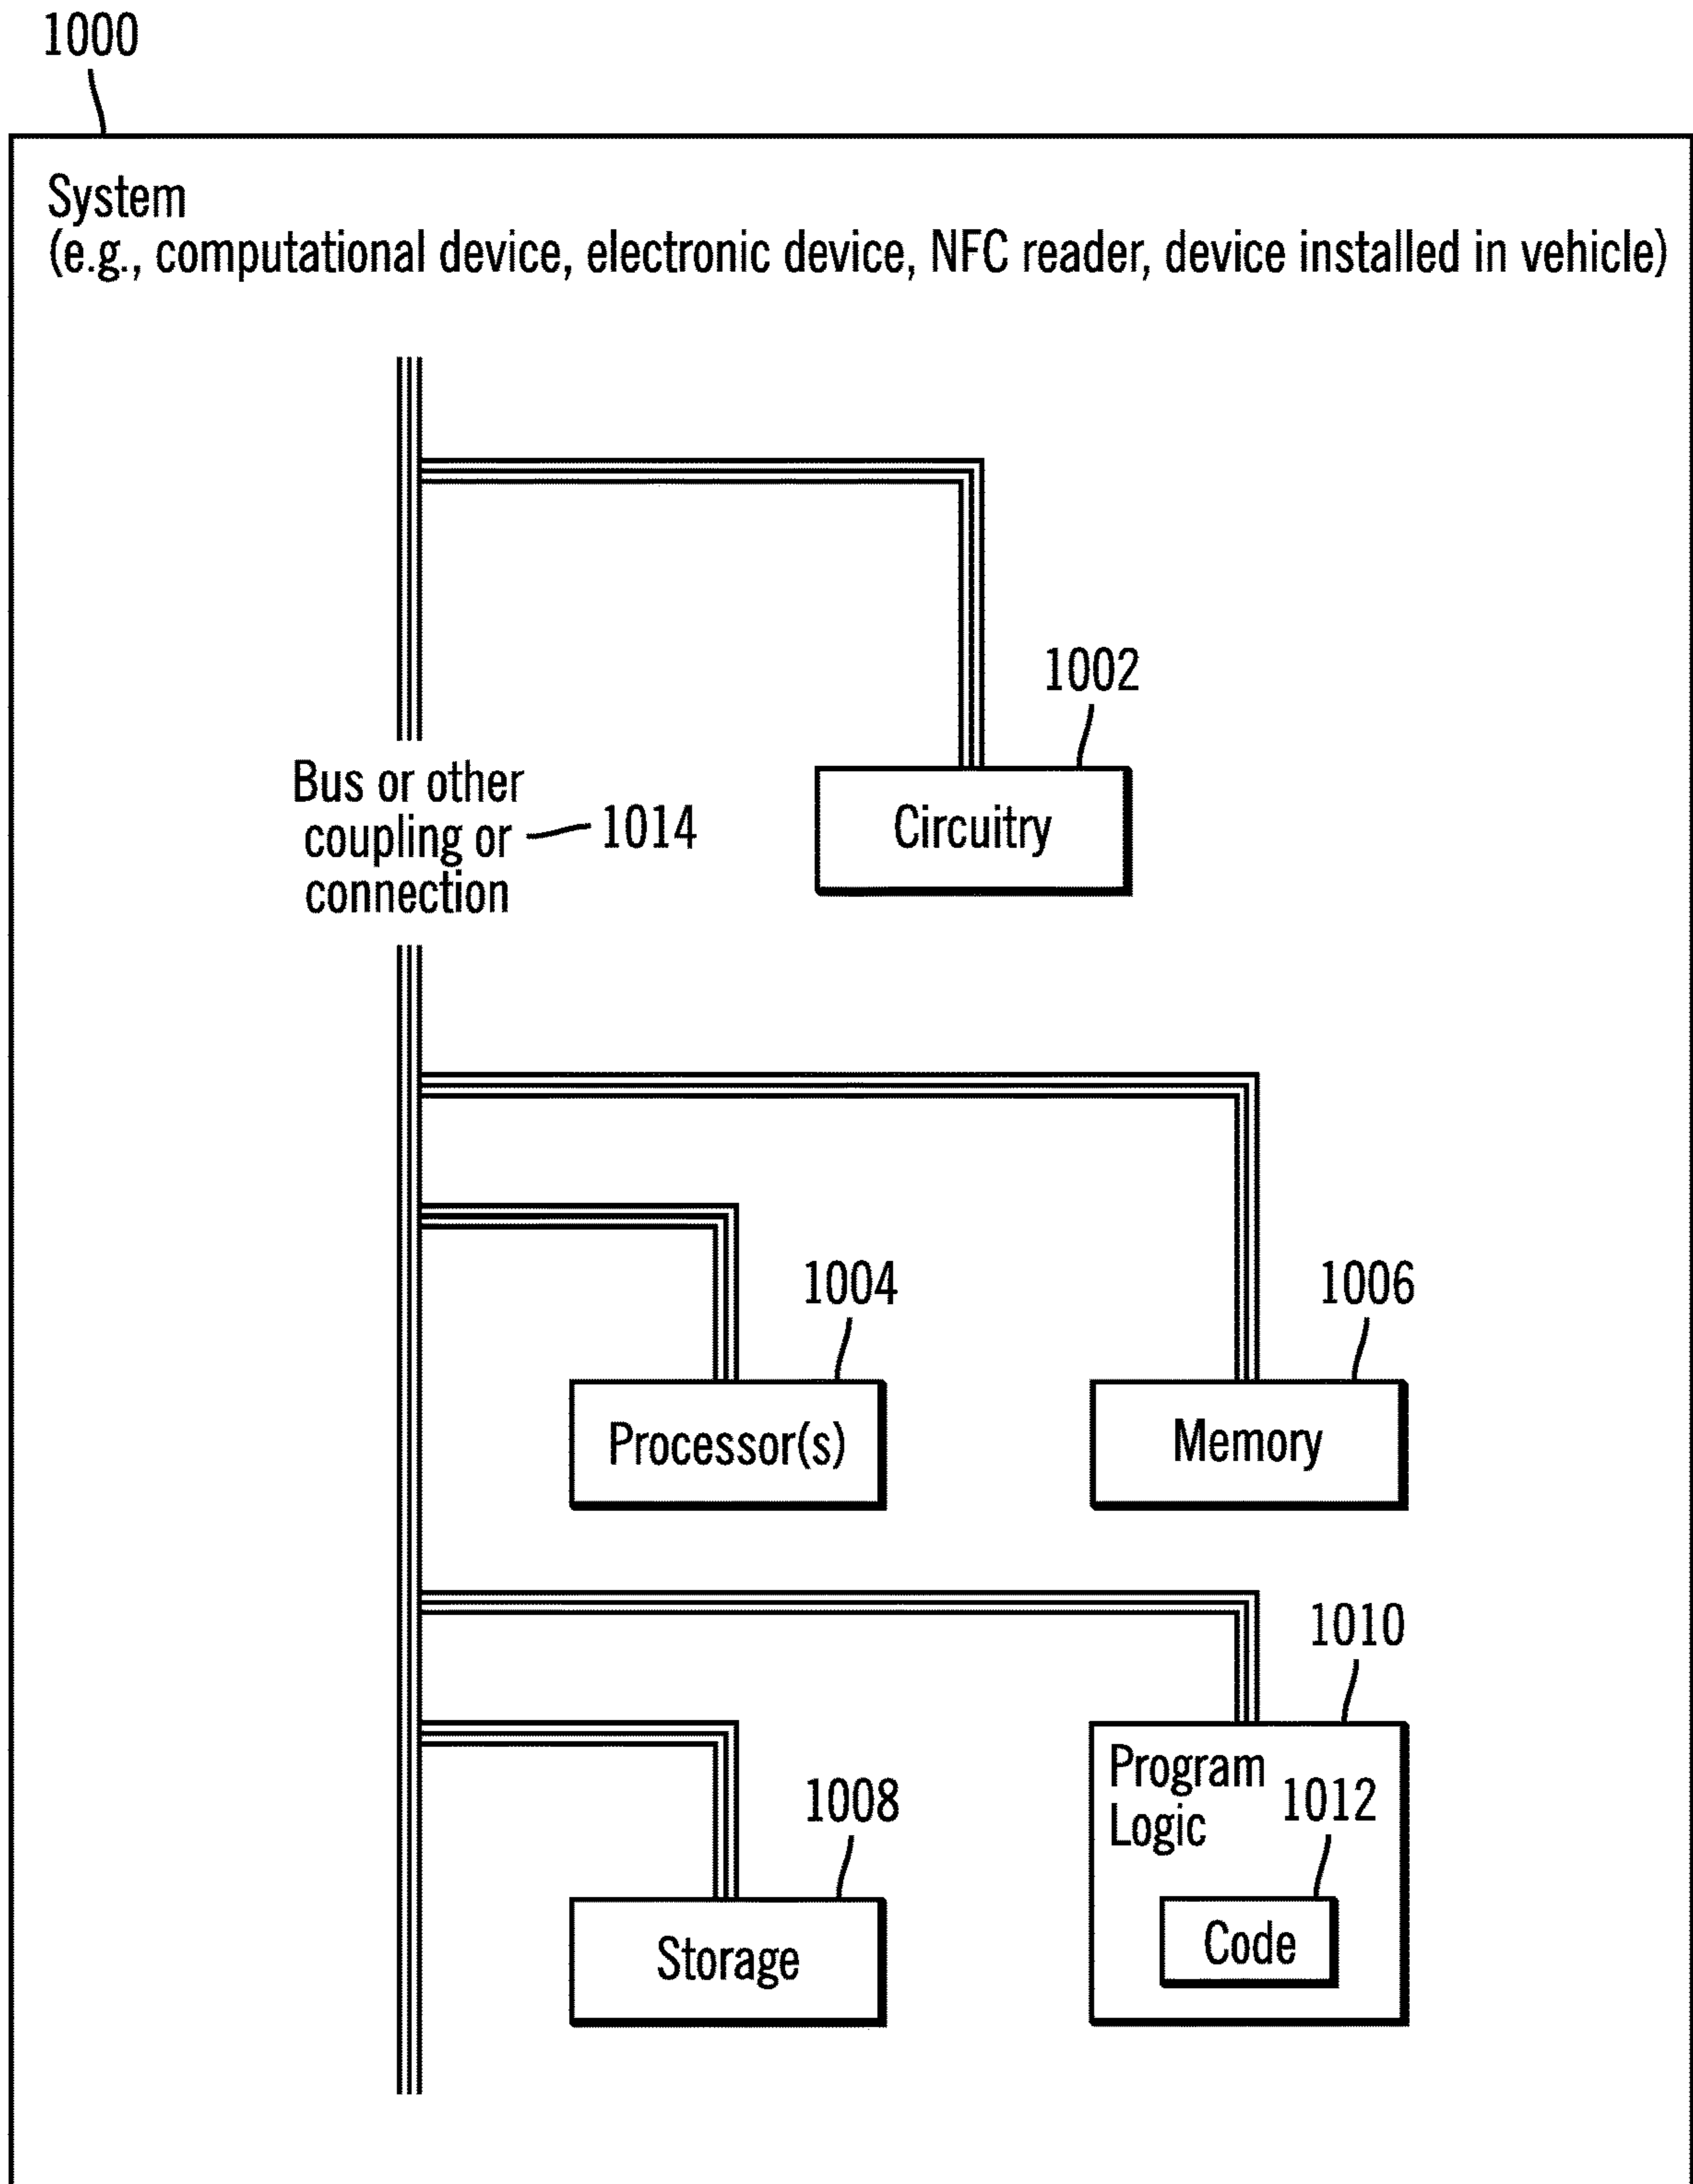 1000
System
(e.g., computational device, electronic device, NFC reader, device installed in vehicle)
1002
Bus or other
coupling or
connection
1014
Circuitry
1004
1006
Processor(s)
Memory
1010
Program
Logic
1008
1012
Storage
Code